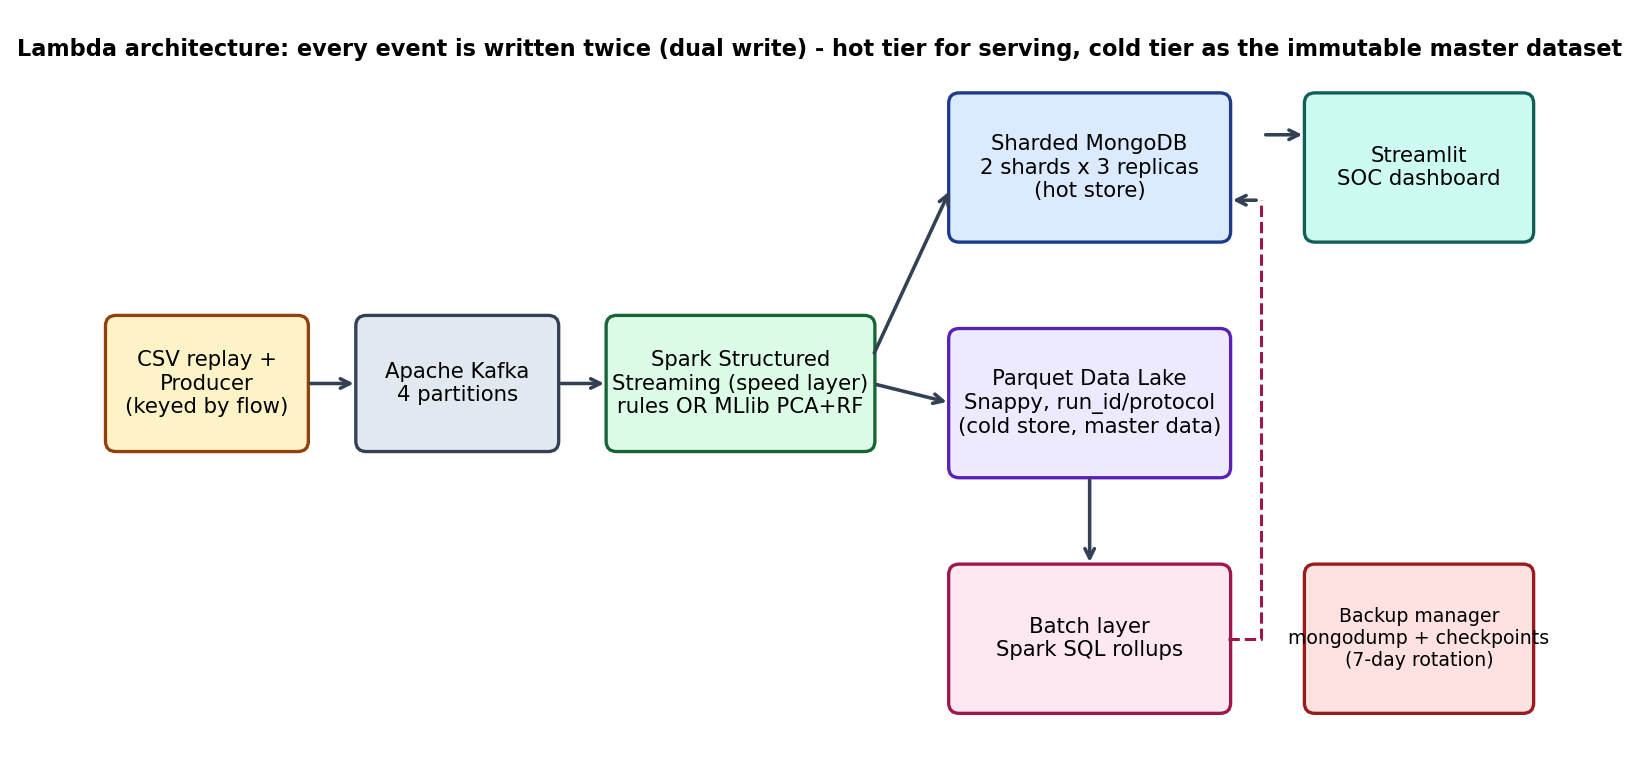 Lambda architecture: every event is written twice (dual write) - hot tier for serving, cold tier as the immutable master dataset
CSV replay +
Producer
(keyed by flow)
Apache Kafka
4 partitions
Spark Structured
Streaming (speed layer)
rules OR MLlib PCA+RF
Sharded MongoDB
2 shards x 3 replicas
(hot store)
Streamlit
SOC dashboard
Parquet Data Lake
Snappy, run_id/protocol
(cold store, master data)
Batch layer
Spark SQL rollups
Backup manager
mongodump + checkpoints
(7-day rotation)